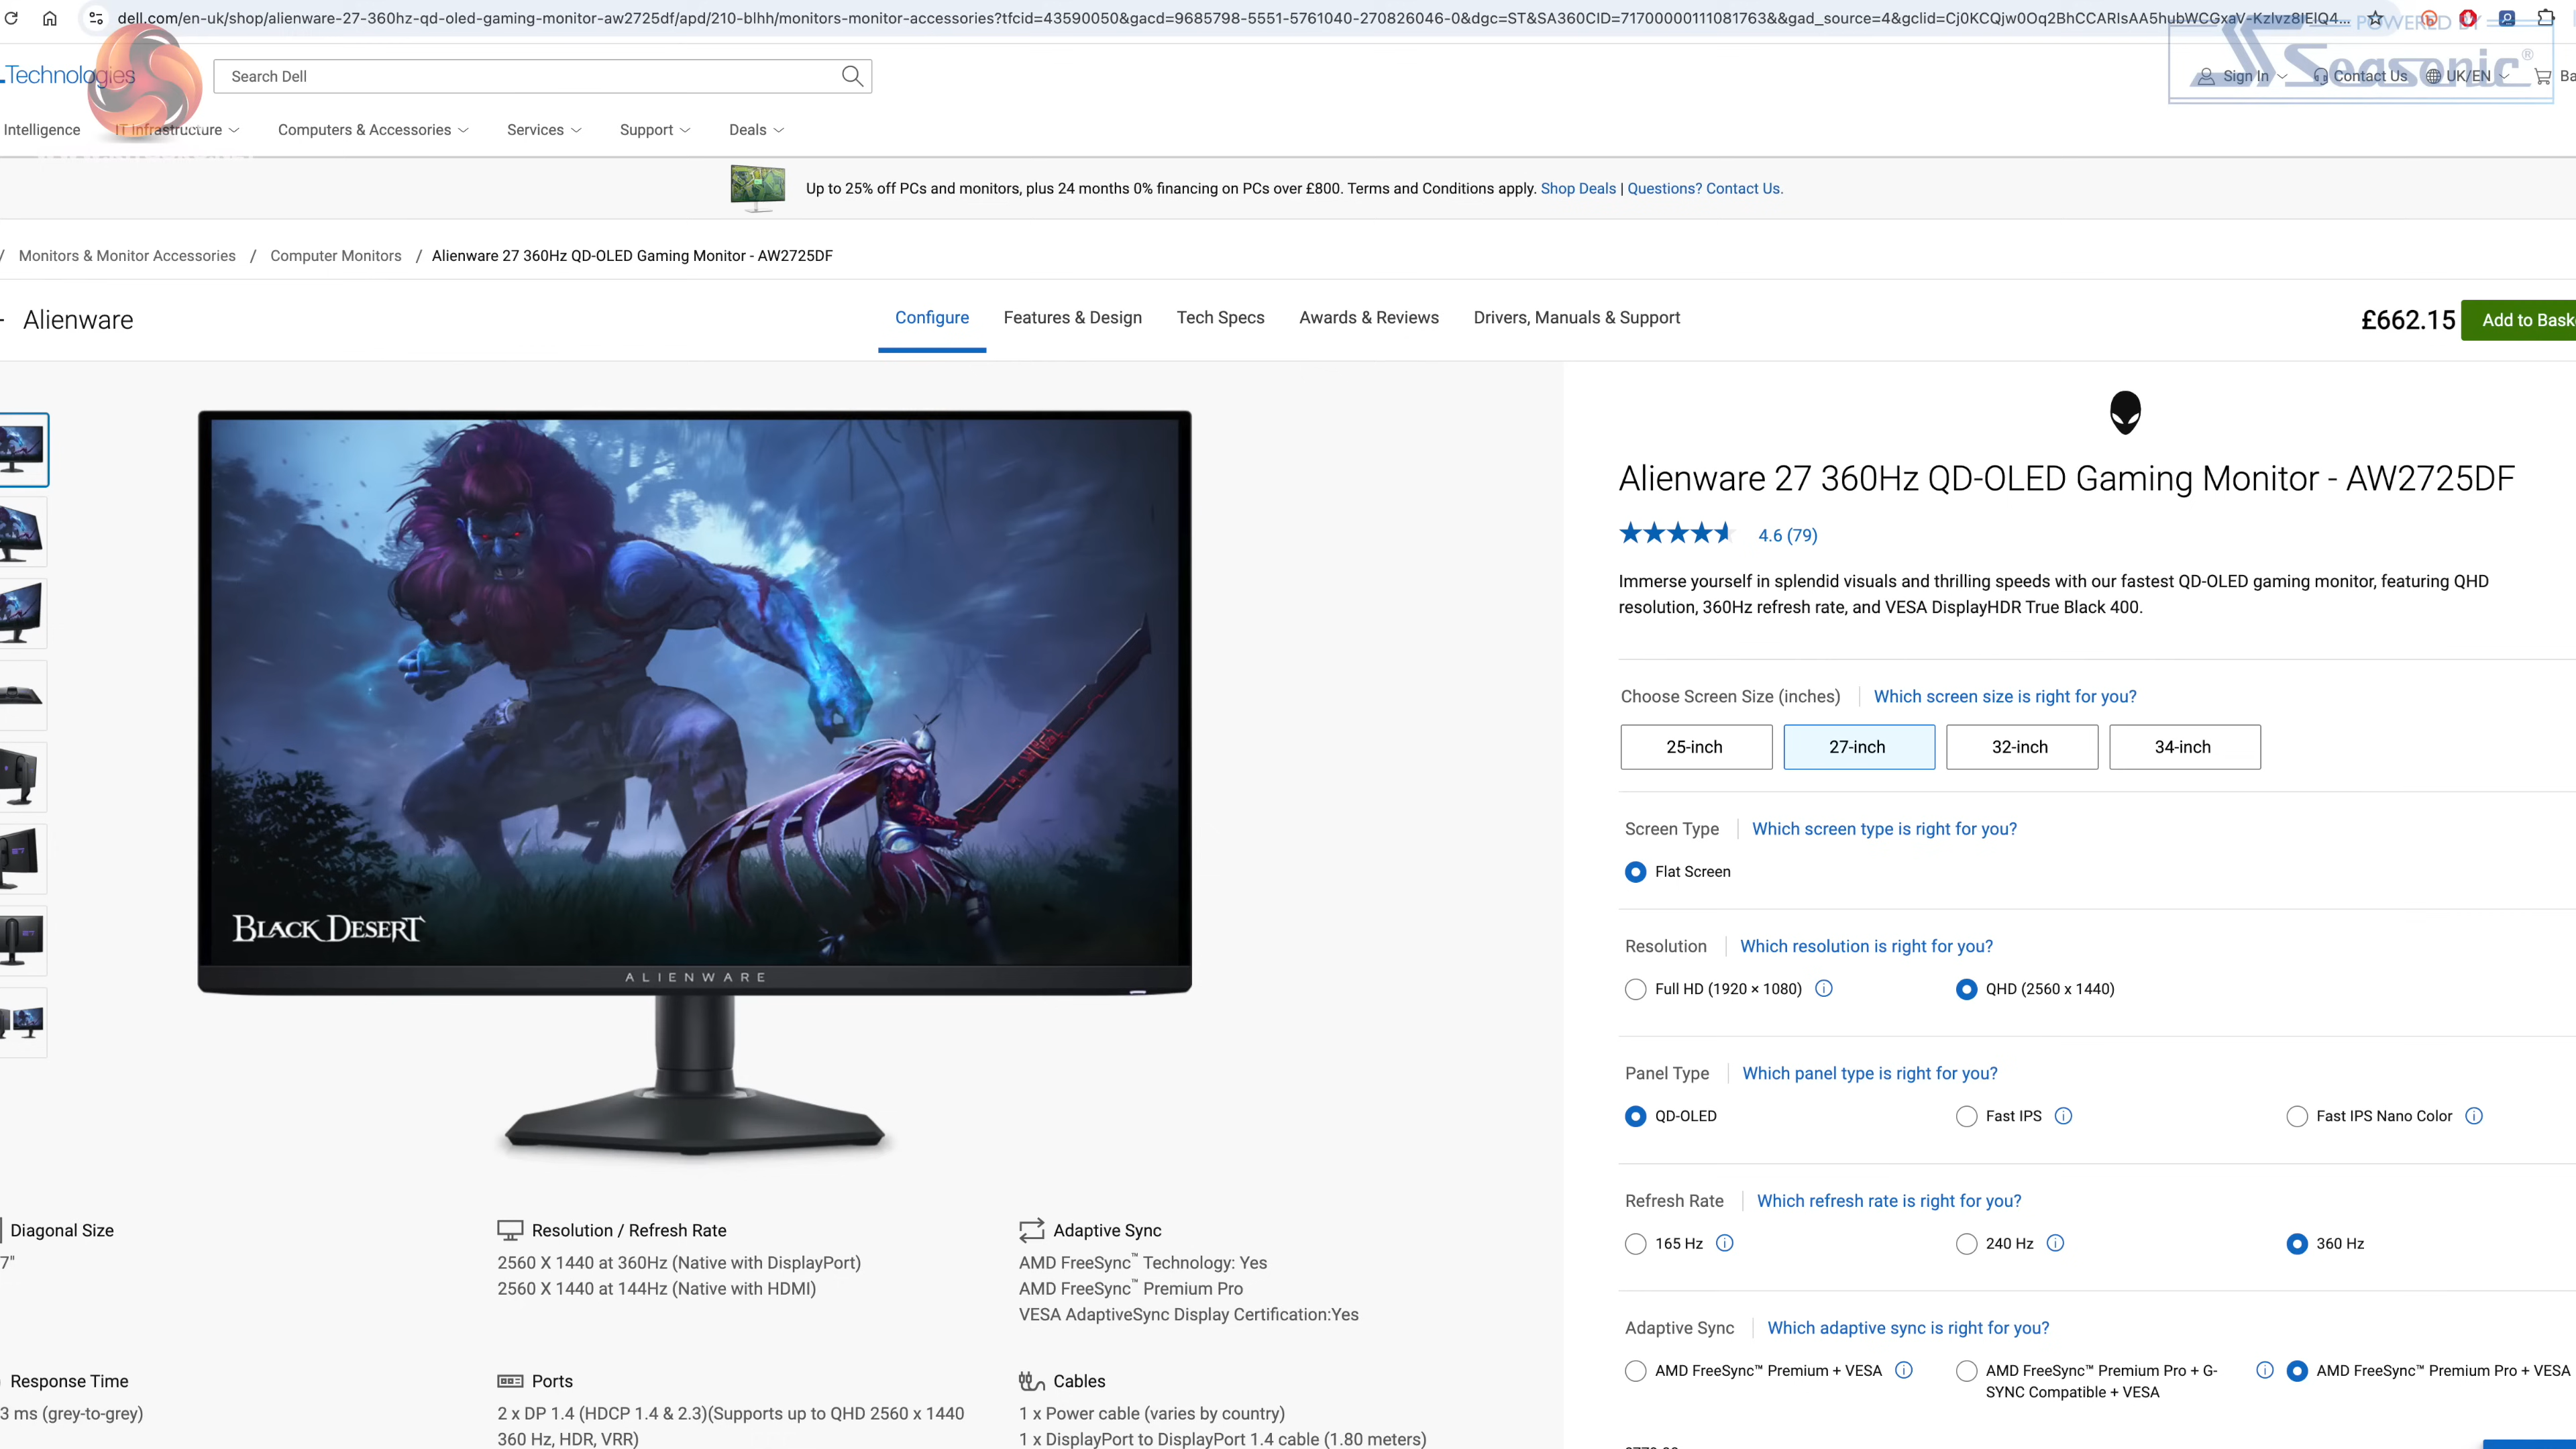 dell.com/en-uk/shop/alienware-27-360hz-qd-oled-gaming-monitor-aw2725df/apd/210-blhh/monitors-monitor-accessories?tfcid=43590050&gacd=9685798-5551-5761040-270826046-0&dgc=ST&SA360CID=71700000111081763&&gad_source=4&gclid=
POWERED BY
Seasonic®
Technologies
Search Dell
Sign In
Contact Us
UK/EN
Intelligence
IT Infrastructure
Computers & Accessories
Services
Support
Deals
Up to 25% off PCs and monitors, plus 24 months 0% financing on PCs over £800. Terms and Conditions apply. Shop Deals | Questions? Contact Us.
/ Monitors & Monitor Accessories / Computer Monitors / Alienware 27 360Hz QD-OLED Gaming Monitor - AW2725DF
Alienware
Configure
Features & Design
Tech Specs
Awards & Reviews
Drivers, Manuals & Support
£662.15
Add to Bask
BLACK DESERT
ALIENWARE
Alienware 27 360Hz QD-OLED Gaming Monitor - AW2725DF
4.6 (79)
Immerse yourself in splendid visuals and thrilling speeds with our fastest QD-OLED gaming monitor, featuring QHD
resolution, 360Hz refresh rate, and VESA DisplayHDR True Black 400.
Choose Screen Size (inches) | Which screen size is right for you?
25-inch
27-inch
32-inch
34-inch
Screen Type | Which screen type is right for you?
Flat Screen
Resolution | Which resolution is right for you?
Full HD (1920 × 1080)
QHD (2560 x 1440)
Panel Type | Which panel type is right for you?
QD-OLED
Fast IPS
Fast IPS Nano Color
Refresh Rate | Which refresh rate is right for you?
165 Hz
240 Hz
360 Hz
Adaptive Sync | Which adaptive sync is right for you?
AMD FreeSync™ Premium + VESA
AMD FreeSync™ Premium Pro + G-
SYNC Compatible + VESA
AMD FreeSync™ Premium Pro + VESA
Diagonal Size
7"
Resolution / Refresh Rate
2560 X 1440 at 360Hz (Native with DisplayPort)
2560 X 1440 at 144Hz (Native with HDMI)
Adaptive Sync
AMD FreeSync™ Technology: Yes
AMD FreeSync™ Premium Pro
VESA AdaptiveSync Display Certification:Yes
Response Time
3 ms (grey-to-grey)
Ports
2 x DP 1.4 (HDCP 1.4 & 2.3)(Supports up to QHD 2560 x 1440
360 Hz, HDR, VRR)
Cables
1 x Power cable (varies by country)
1 x DisplayPort to DisplayPort 1.4 cable (1.80 meters)